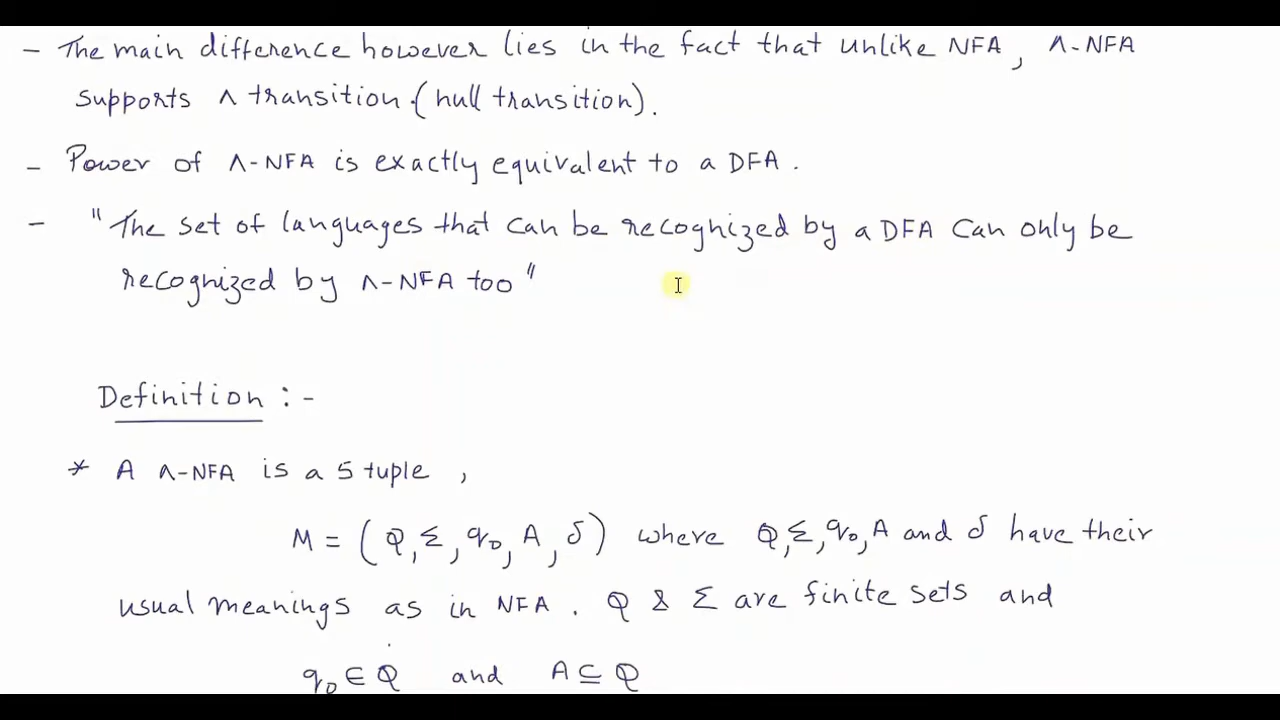 - The main difference however lies in the fact that unlike NFA, Λ-NFA
supports Λ transition (null transition).
- Power of Λ-NFA is exactly equivalent to a DFA.
- "The set of languages that can be recognized by a DFA can only be
recognized by Λ-NFA too"
Definition :-
* A Λ-NFA is a 5 tuple,
M = (Q, Σ, q₀, A, δ) where Q, Σ, q₀, A and δ have their
usual meanings as in NFA. Q & Σ are finite sets and
q₀ ∈ Q and A ⊆ Q